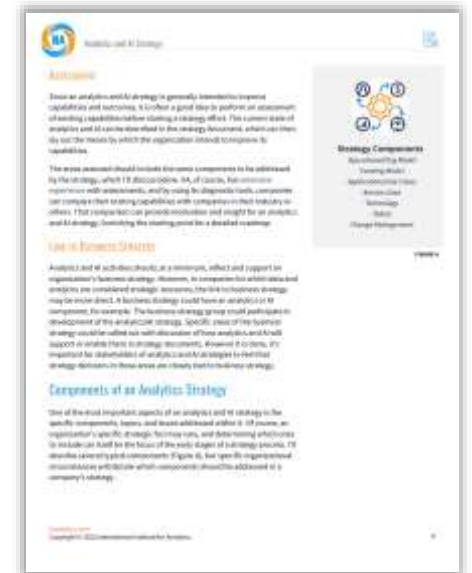 IIA
Analytics and AI Strategy
Assessment
Since an analytics and AI strategy is generally intended to improve
capabilities and outcomes, it is often a good idea to perform an assessment
of existing capabilities before starting a strategy effort. The current state of
analytics and AI can be described in the strategy document, which can then
lay out the means by which the organization intends to improve its
capabilities.
The areas assessed should include the same components to be addressed
by the strategy, which I'll discuss below. IIA, of course, has extensive
experience with assessments, and by using its diagnostic tools, companies
can compare their existing capabilities with companies in their industry or
others. That comparison can provide motivation and insight for an analytics
and AI strategy, furnishing the starting point for a detailed roadmap.
Link to Business Strategy
Analytics and AI activities should, at a minimum, reflect and support an
organization's business strategy. However, in companies for which data and
analytics are considered strategic resources, the link to business strategy
may be more direct. A business strategy could have an analytics or AI
component, for example. The business strategy group could participate in
development of the analytics/AI strategy. Specific areas of the business
strategy could be called out with discussion of how analytics and AI will
support or enable them in strategy documents. However it is done, it's
important for stakeholders of analytics and AI strategies to feel that
strategy decisions in these areas are closely tied to business strategy.
Components of an Analytics Strategy
One of the most important aspects of an analytics and AI strategy is the
specific components, topics, and issues addressed within it. Of course, an
organization's specific strategic foci may vary, and determining which ones
to include can itself be the focus of the early stages of a strategy process. I'll
describe several typical components (Figure 4), but specific organizational
circumstances will dictate which components should be addressed in a
company's strategy.
Strategy Components
Operational/Org Model
Funding Model
Applications/Use Cases
Technology
Talent
Change Management
Copyright © 2022 International Institute for Analytics